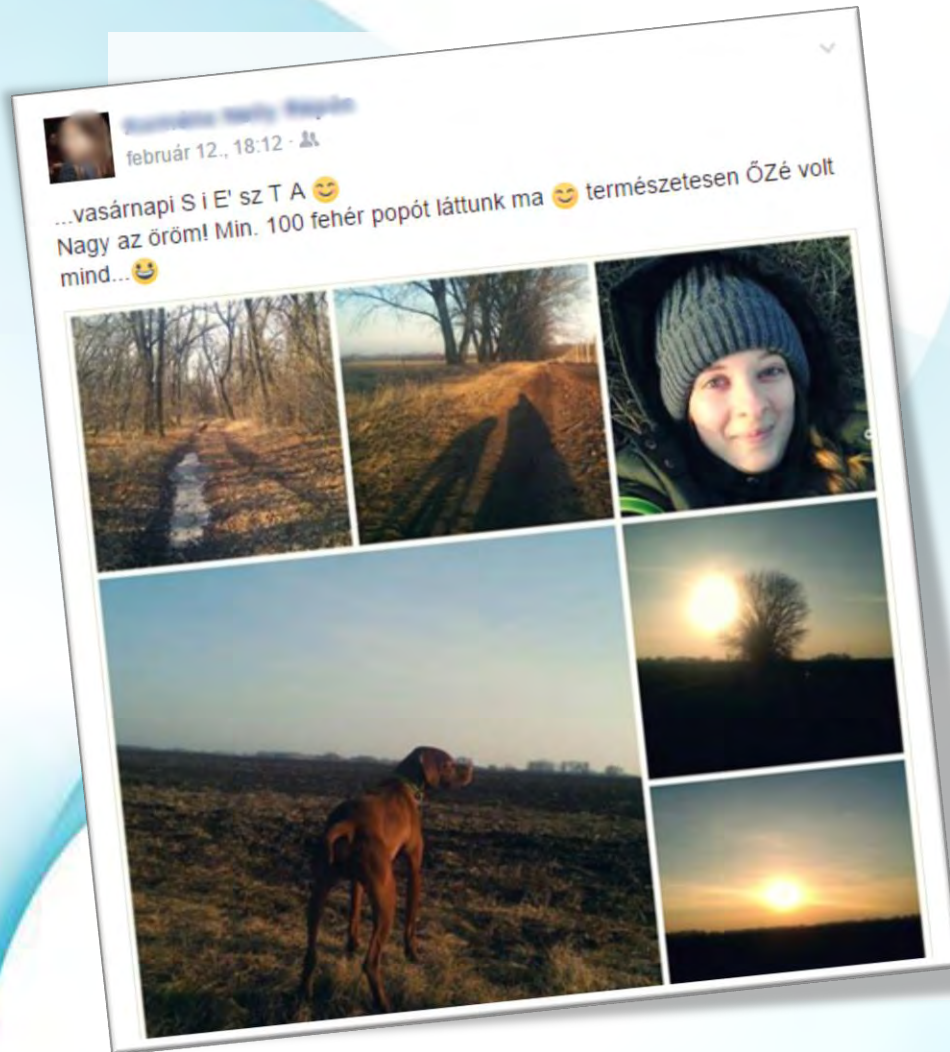 február 12., 18:12 ·
...vasárnapi S i E' sz T A 😊
Nagy az öröm! Min. 100 fehér popót láttunk ma 😊 természetesen ŐZé volt
mind...😀